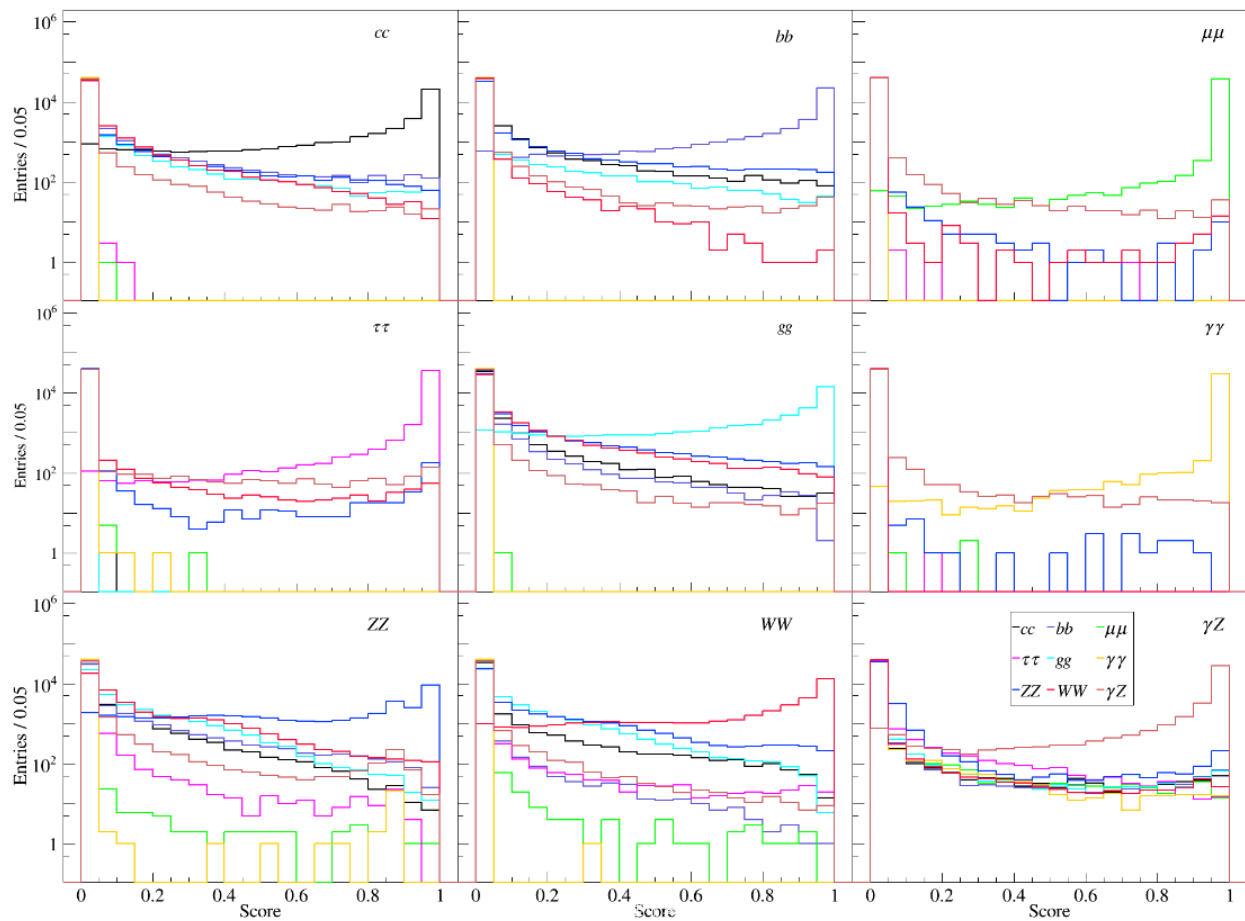 10⁶
cc
bb
μμ
10⁴
Entries / 0.05
10²
1
10⁶
ττ
gg
γγ
10⁴
Entries / 0.05
10²
1
10⁶
ZZ
WW
γZ
cc bb μμ
ττ gg γγ
ZZ WW γZ
10⁴
Entries / 0.05
10²
1
0 0.2 0.4 0.6 0.8 1 0 0.2 0.4 0.6 0.8 1 0 0.2 0.4 0.6 0.8 1
Score Score Score